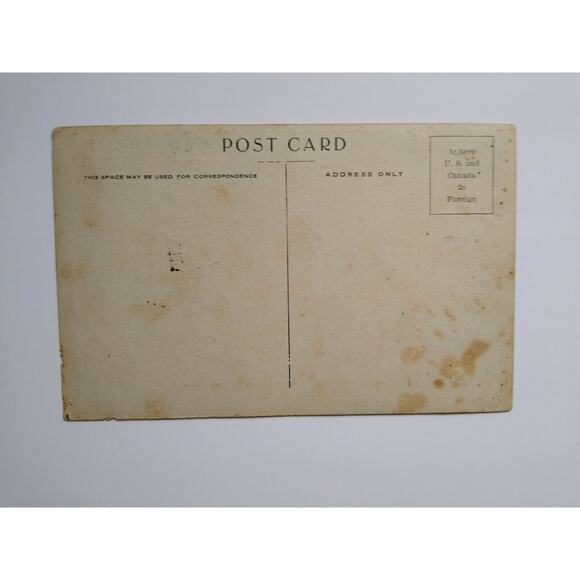 POST CARD
THIS SPACE MAY BE USED FOR CORRESPONDENCE
ADDRESS ONLY
1c. here
U. S. and
Canada
2c
Foreign